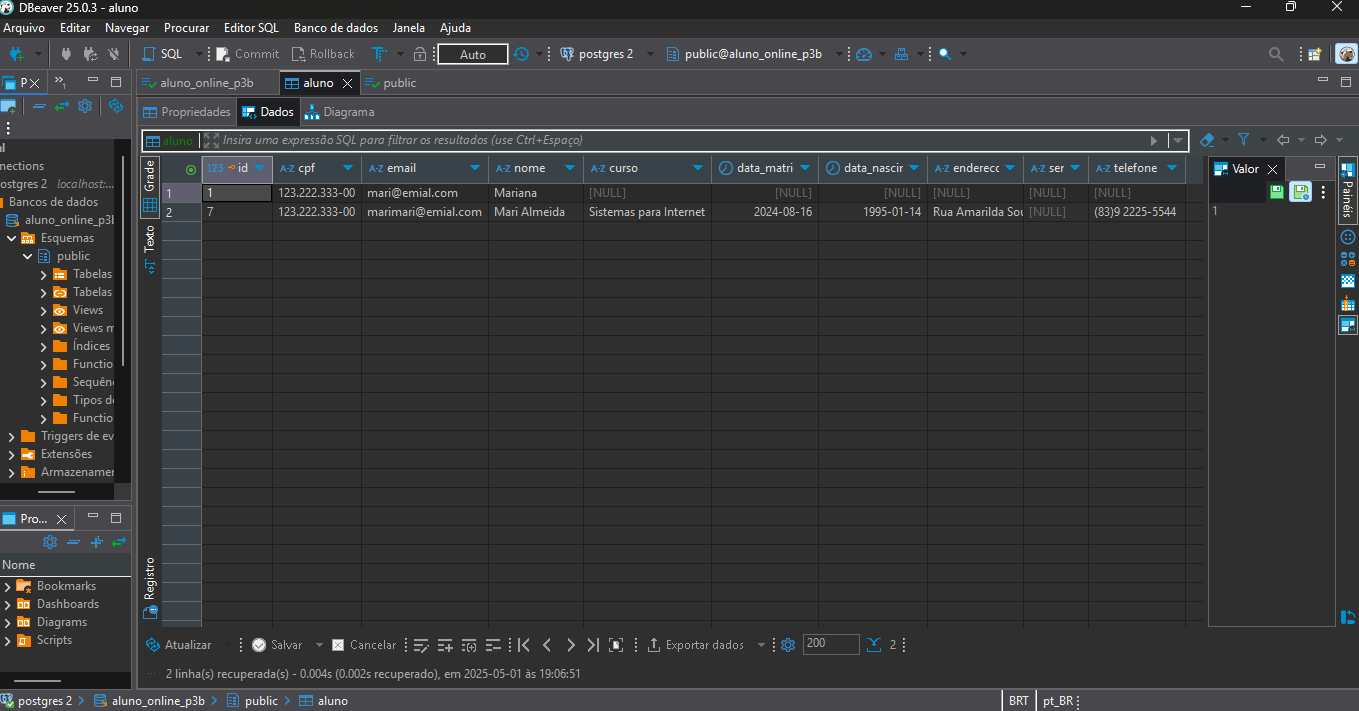 DBeaver 25.0.3 - aluno
Arquivo Editar Navegar Procurar Editor SQL Banco de dados Janela Ajuda
SQL Commit Rollback T Auto postgres 2 public@aluno_online_p3b
P aluno_online_p3b aluno public
Propriedades Dados Diagrama
aluno Insira uma expressão SQL para filtrar os resultados (use Ctrl+Espaço)
Grade
Texto
Registro
123 id A-Z cpf A-Z email A-Z nome A-Z curso data_matri data_nascir A-Z enderecc A-Z ser A-Z telefone
1 1 123.222.333-00 mari@emial.com Mariana [NULL] [NULL] [NULL] [NULL] [NULL] [NULL]
2 7 123.222.333-00 marimari@emial.com Mari Almeida Sistemas para Internet 2024-08-16 1995-01-14 Rua Amarilda Sou [NULL] (83)9 2225-5544
Valor
1
Painéis
al
nections
ostgres 2 localhost:...
Bancos de dados
aluno_online_p3b
Esquemas
public
Tabelas
Tabelas
Views
Views m
Índices
Functio
Sequên
Tipos de
Functio
Triggers de ev
Extensões
Armazenamer
Pro...
Nome
Bookmarks
Dashboards
Diagrams
Scripts
Atualizar Salvar Cancelar Exportar dados 200 2
2 linha(s) recuperada(s) - 0.004s (0.002s recuperado), em 2025-05-01 às 19:06:51
postgres 2 aluno_online_p3b public aluno BRT pt_BR